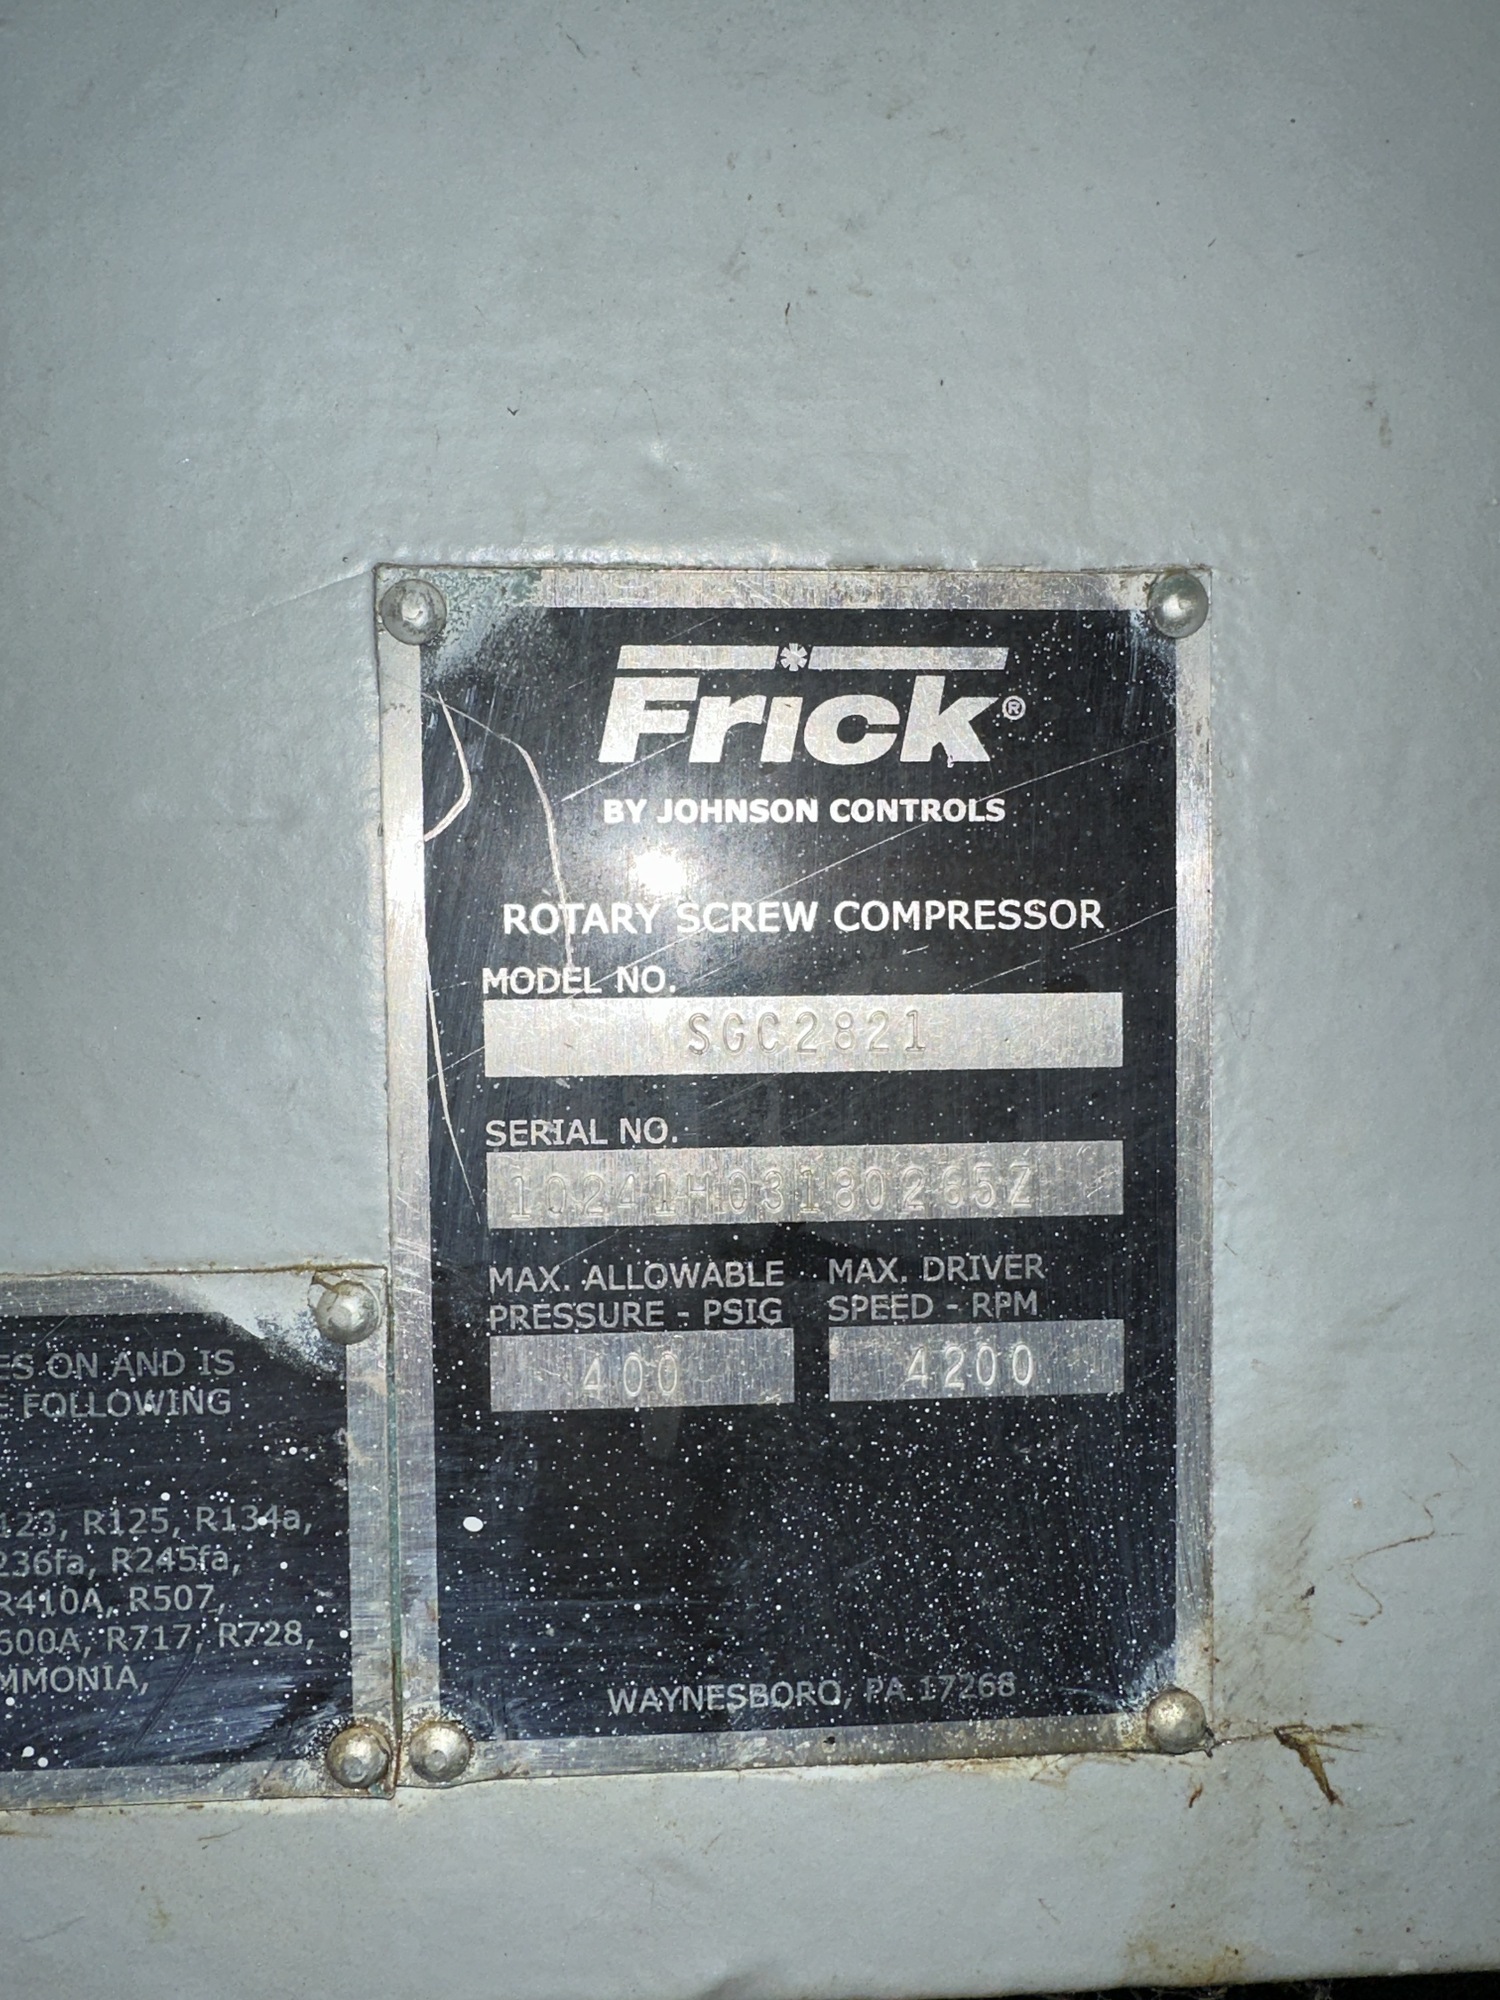 Frick®
BY JOHNSON CONTROLS
ROTARY SCREW COMPRESSOR
MODEL NO.
SGC2821
SERIAL NO.
10241H03180265Z
MAX. ALLOWABLE
PRESSURE - PSIG
400
MAX. DRIVER
SPEED - RPM
4200
WAYNESBORO, PA 17268
ES ON AND IS
E FOLLOWING
123, R125, R134a,
236fa, R245fa,
R410A, R507,
600A, R717, R728,
MMONIA,